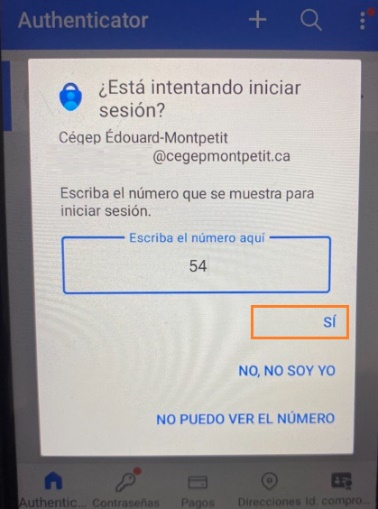 Authenticator
¿Está intentando iniciar
sesión?
Cégep Édouard-Montpetit
@cegepmontpetit.ca
Escriba el número que se muestra para
iniciar sesión.
Escriba el número aquí
54
SÍ
NO, NO SOY YO
NO PUEDO VER EL NÚMERO
Authentic... Contraseñas Pagos Direcciones Id. compro...